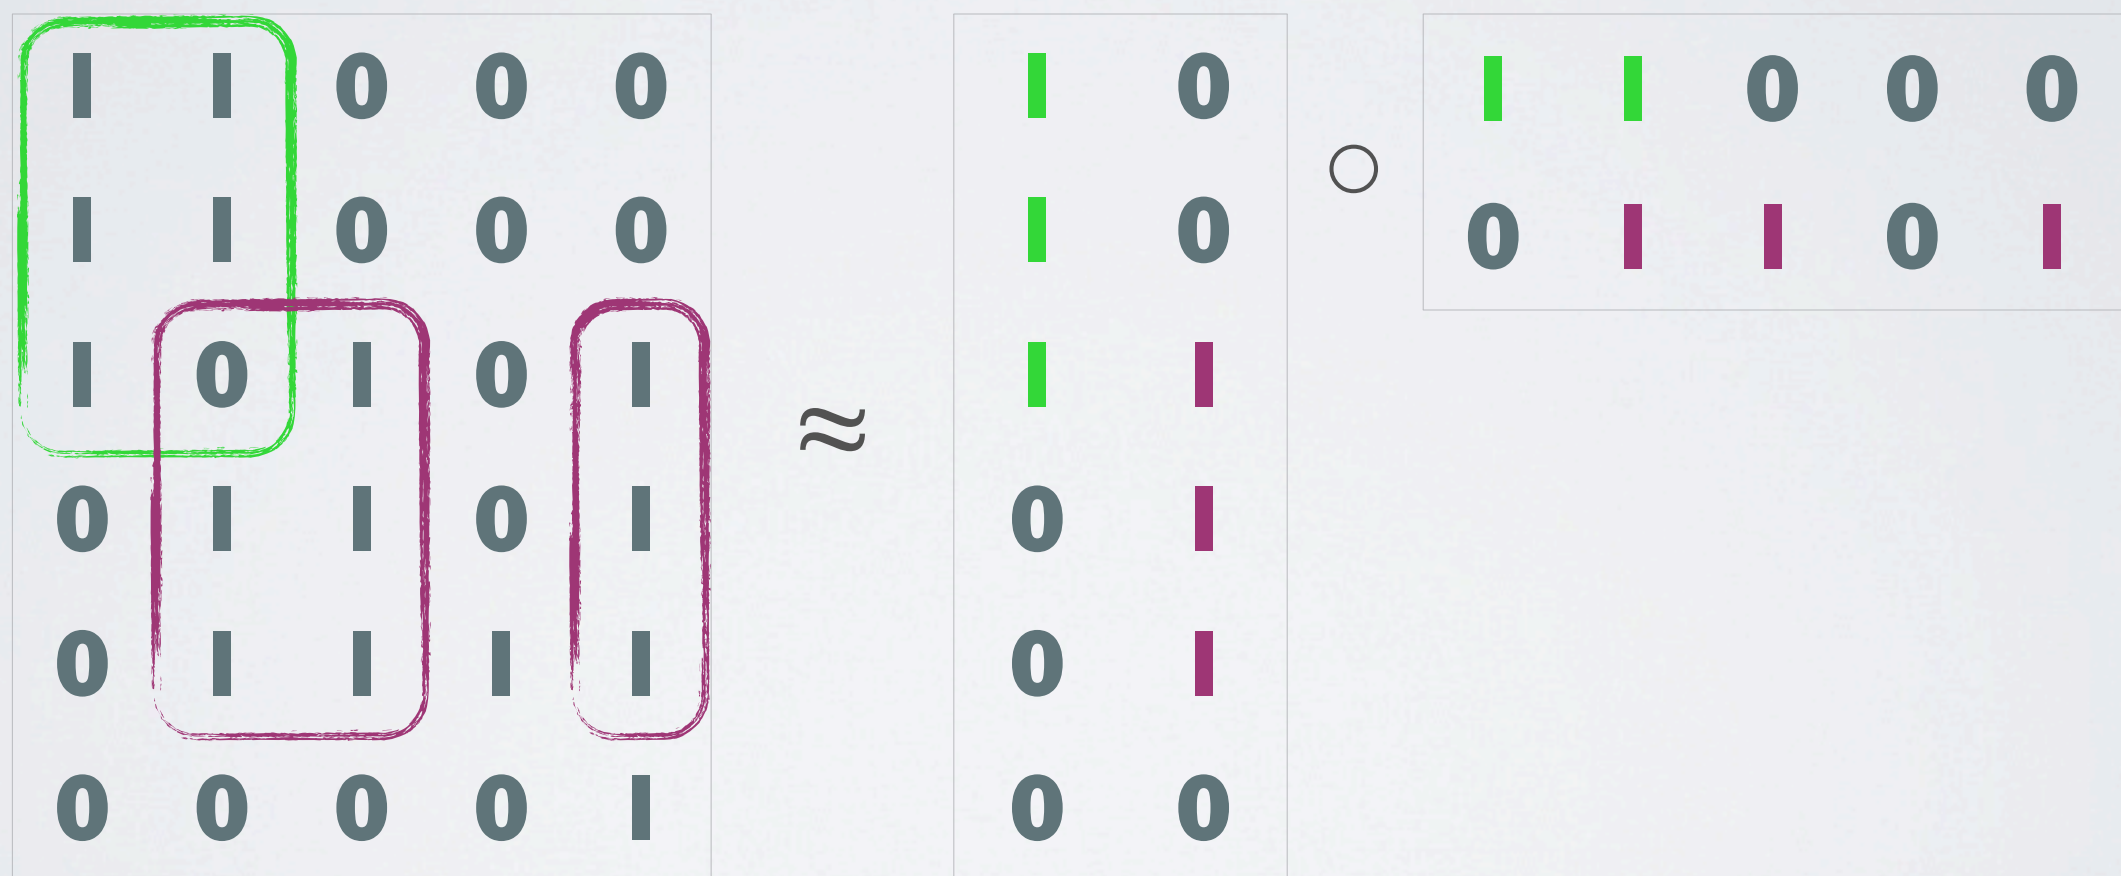 1 1 0 0 0 1 0 1 1 0 0 0
1 1 0 0 0 1 0 ○ 0 1 1 0 1
1 0 1 0 1 ≈ 1 1
0 1 1 0 1 0 1
0 1 1 1 1 0 1
0 0 0 0 1 0 0